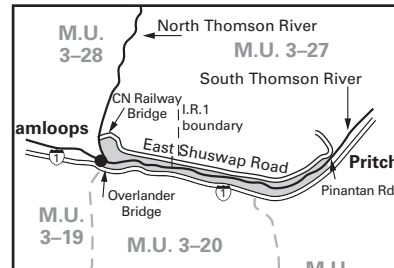 North Thomson River
M.U.
3–28
M.U. 3–27
South Thomson River
CN Railway
Bridge
I.R.1
boundary
amloops
East Shuswap Road
1
Pritch
Pinantan Rd
Overlander
Bridge
1
M.U.
3–19
M.U. 3–20
M.U.